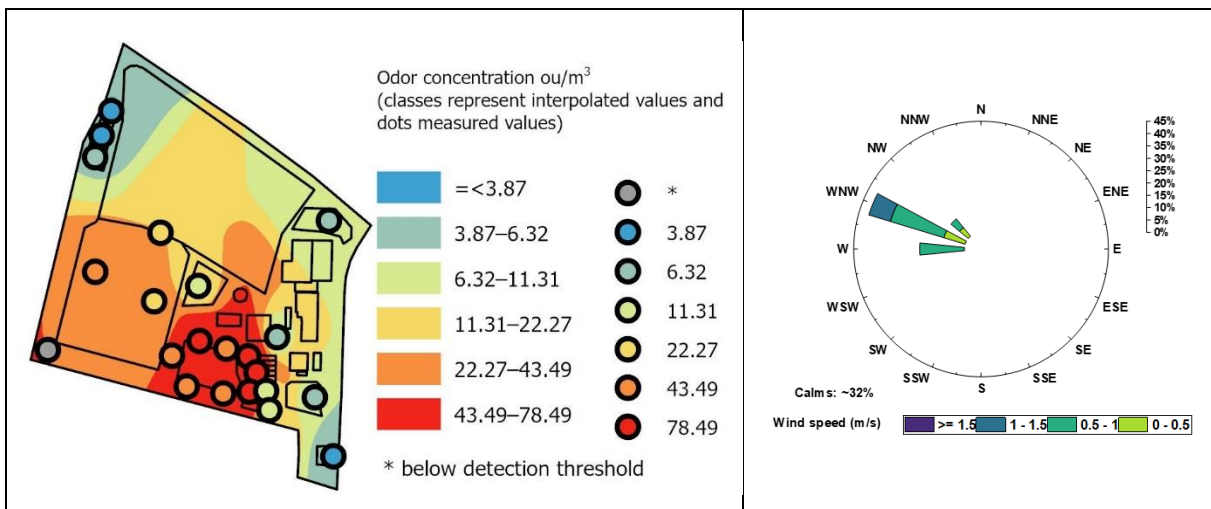 Odor concentration ou/m³
(classes represent interpolated values and
dots measured values)
=<3.87
3.87–6.32
6.32–11.31
11.31–22.27
22.27–43.49
43.49–78.49
*
3.87
6.32
11.31
22.27
43.49
78.49
* below detection threshold
N
NNE
NE
ENE
E
ESE
SE
SSE
S
SSW
SW
WSW
W
WNW
NW
NNW
45%
40%
35%
30%
25%
20%
15%
10%
5%
0%
Calms: ~32%
Wind speed (m/s)
>= 1.5
1 - 1.5
0.5 - 1
0 - 0.5